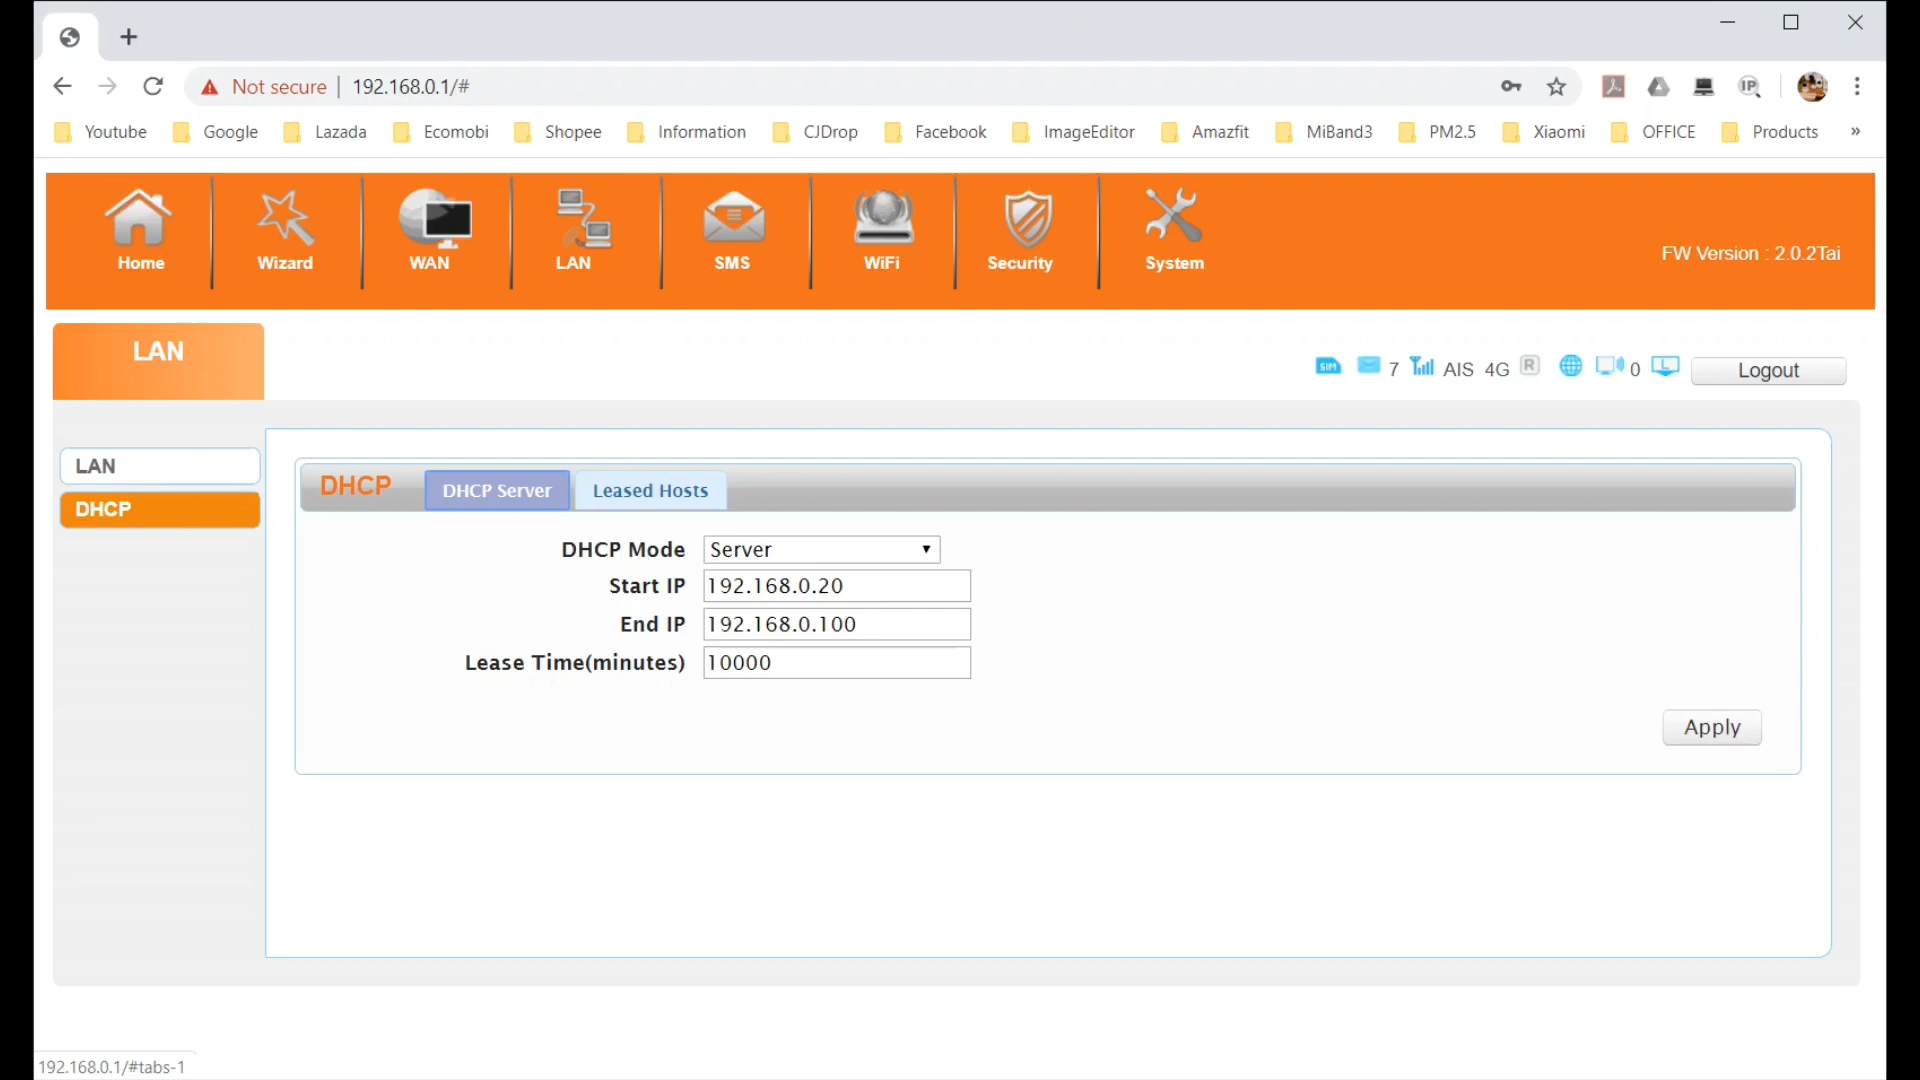 Not secure | 192.168.0.1/#
Youtube Google Lazada Ecomobi Shopee Information CJDrop Facebook ImageEditor Amazfit MiBand3 PM2.5 Xiaomi OFFICE Products »
Home Wizard WAN LAN SMS WiFi Security System
FW Version : 2.0.2Tai
LAN
SIM 7 AIS 4G R 0 L Logout
LAN
DHCP
DHCP DHCP Server Leased Hosts
DHCP Mode Server
Start IP 192.168.0.20
End IP 192.168.0.100
Lease Time(minutes) 10000
Apply
192.168.0.1/#tabs-1